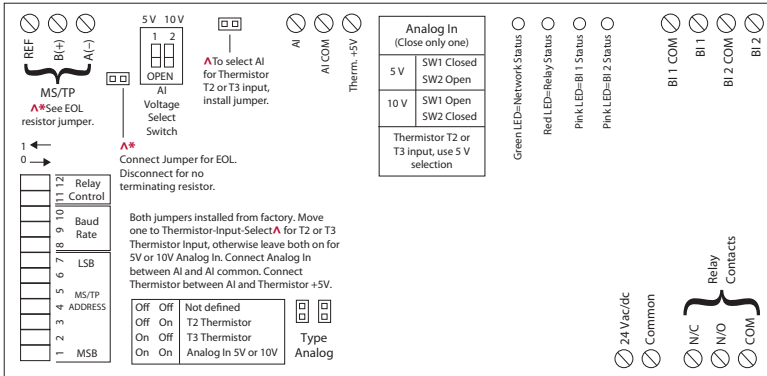 5 V 10 V
1 2
OPEN
AI
Voltage
Select
Switch
REF
B(+)
A(–)
MS/TP
^*See EOL
resistor jumper.
^To select AI
for Thermistor
T2 or T3 input,
install jumper.
^*
Connect Jumper for EOL.
Disconnect for no
terminating resistor.
AI
AI COM
Therm. +5V
Analog In
(Close only one)
5 V
SW1 Closed
SW2 Open
10 V
SW1 Open
SW2 Closed
Thermistor T2 or
T3 input, use 5 V
selection
Green LED=Network Status
Red LED=Relay Status
Pink LED=BI 1 Status
Pink LED=BI 2 Status
BI 1 COM
BI 1
BI 2 COM
BI 2
1
0
12
11
Relay
Control
10
9
8
Baud
Rate
7
6
5
4
3
2
1
LSB
MS/TP
ADDRESS
MSB
Both jumpers installed from factory. Move
one to Thermistor-Input-Select^ for T2 or T3
Thermistor Input, otherwise leave both on for
5V or 10V Analog In. Connect Analog In
between AI and AI common. Connect
Thermistor between AI and Thermistor +5V.
Off Off Not defined
Off On T2 Thermistor
On Off T3 Thermistor
On On Analog In 5V or 10V
Type
Analog
24 Vac/dc
Common
Relay
Contacts
N/C
N/O
COM